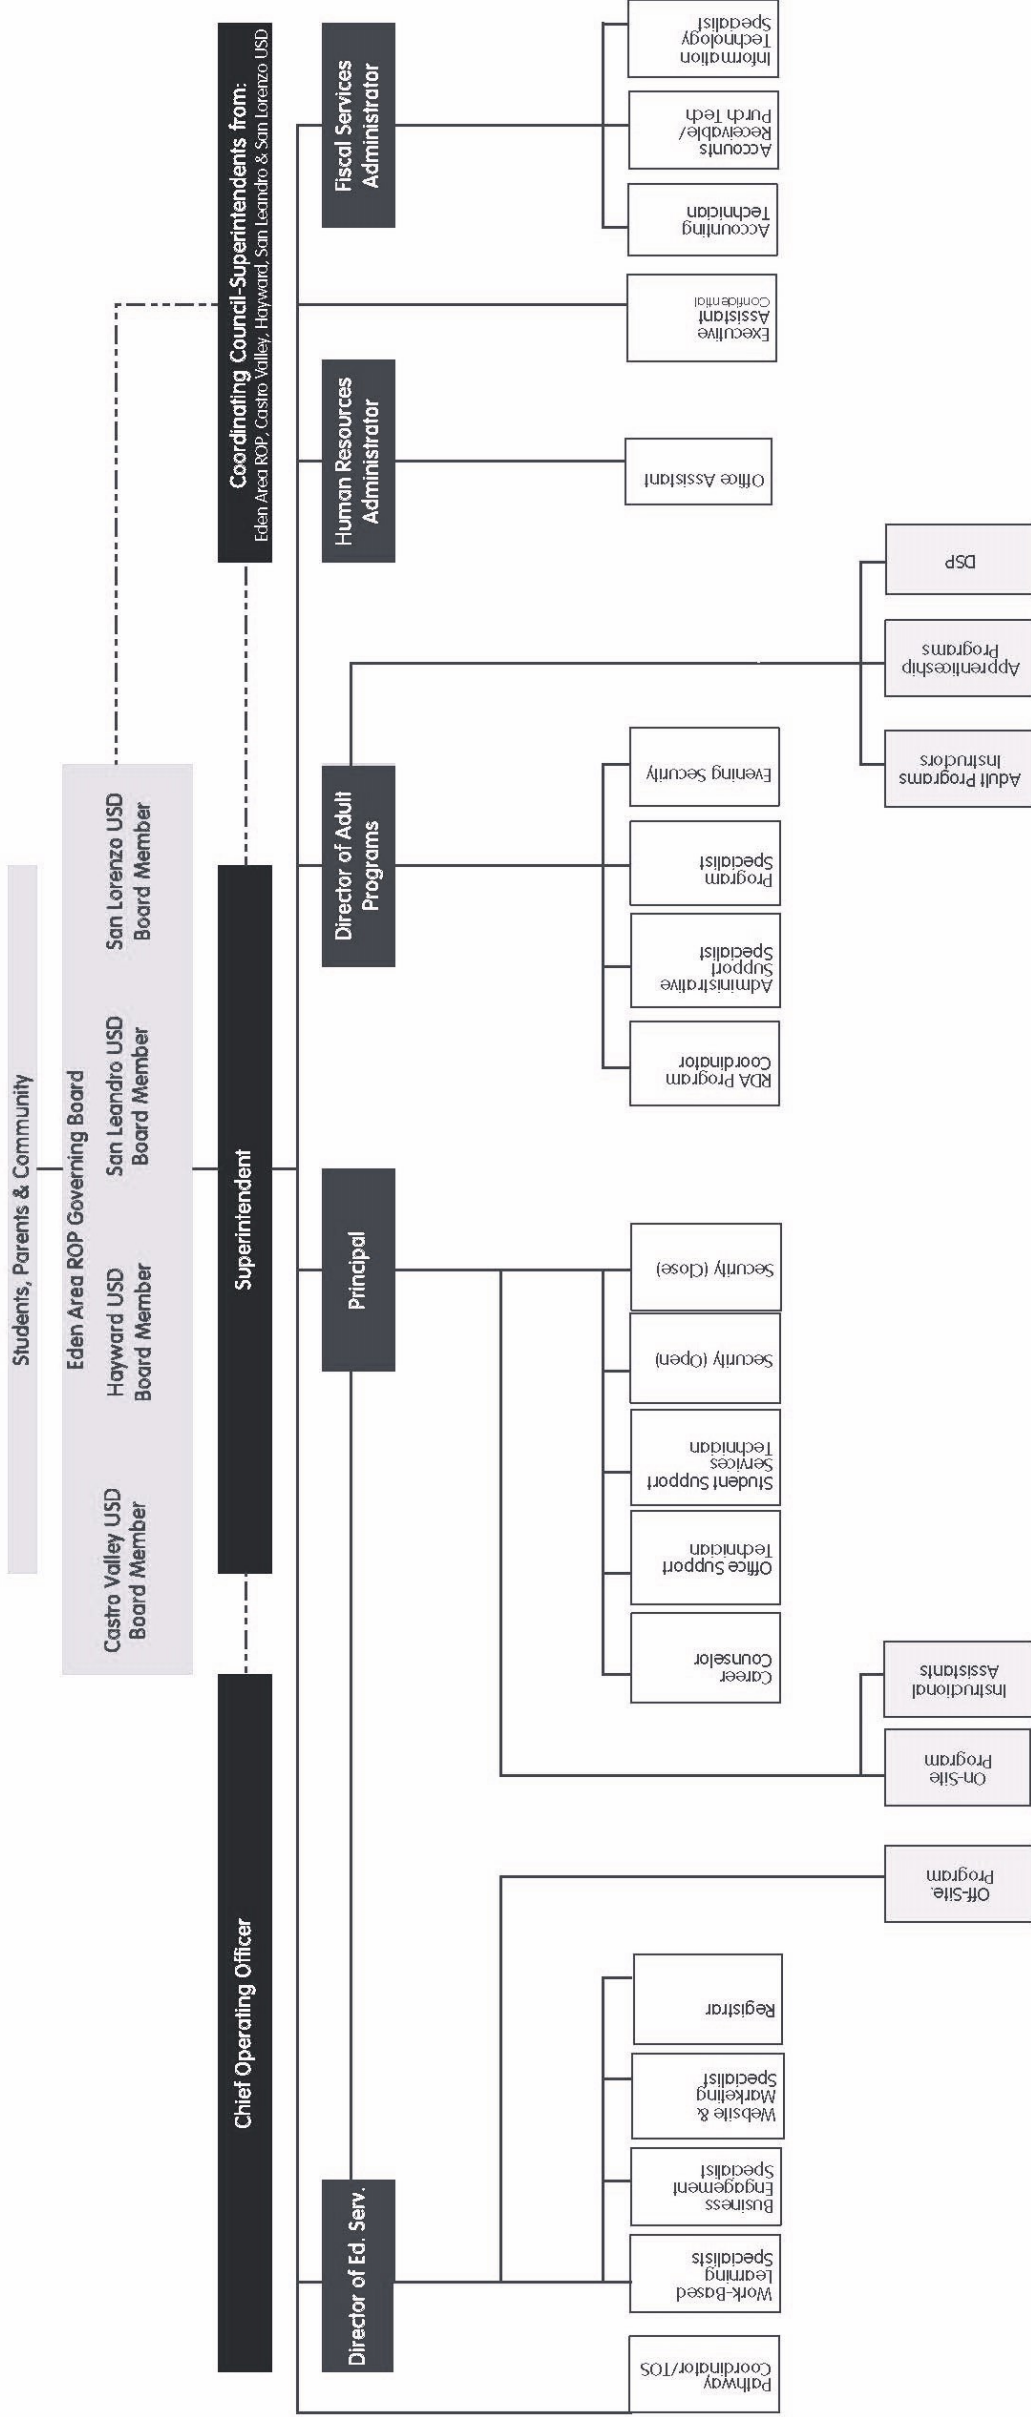 Students, Parents & Community
Eden Area ROP Governing Board
Castro Valley USD
Board Member
Hayward USD
Board Member
San Leandro USD
Board Member
San Lorenzo USD
Board Member
Chief Operating Officer
Superintendent
Coordinating Council-Superintendents from:
Eden Area ROP, Castro Valley, Hayward, San Leandro & San Lorenzo USD
Director of Ed. Serv.
Principal
Director of Adult
Programs
Human Resources
Administrator
Fiscal Services
Administrator
Pathway
Coordinator/TOS
Work-Based
Learning
Specialists
Business
Engagement
Specialist
Website &
Marketing
Specialist
Registrar
Career
Counselor
Office Support
Technician
Student Support
Services
Technician
Security (Open)
Security (Close)
RDA Program
Coordinator
Administrative
Support
Specialist
Program
Specialist
Evening Security
Office Assistant
Executive
Assistant
Confidential
Accounting
Technician
Accounts
Receivable/
Purch Tech
Information
Technology
Specialist
Off-Site.
Program
On-Site
Program
Instructional
Assistants
Adult Programs
Instructors
Apprenticeship
Programs
DSP